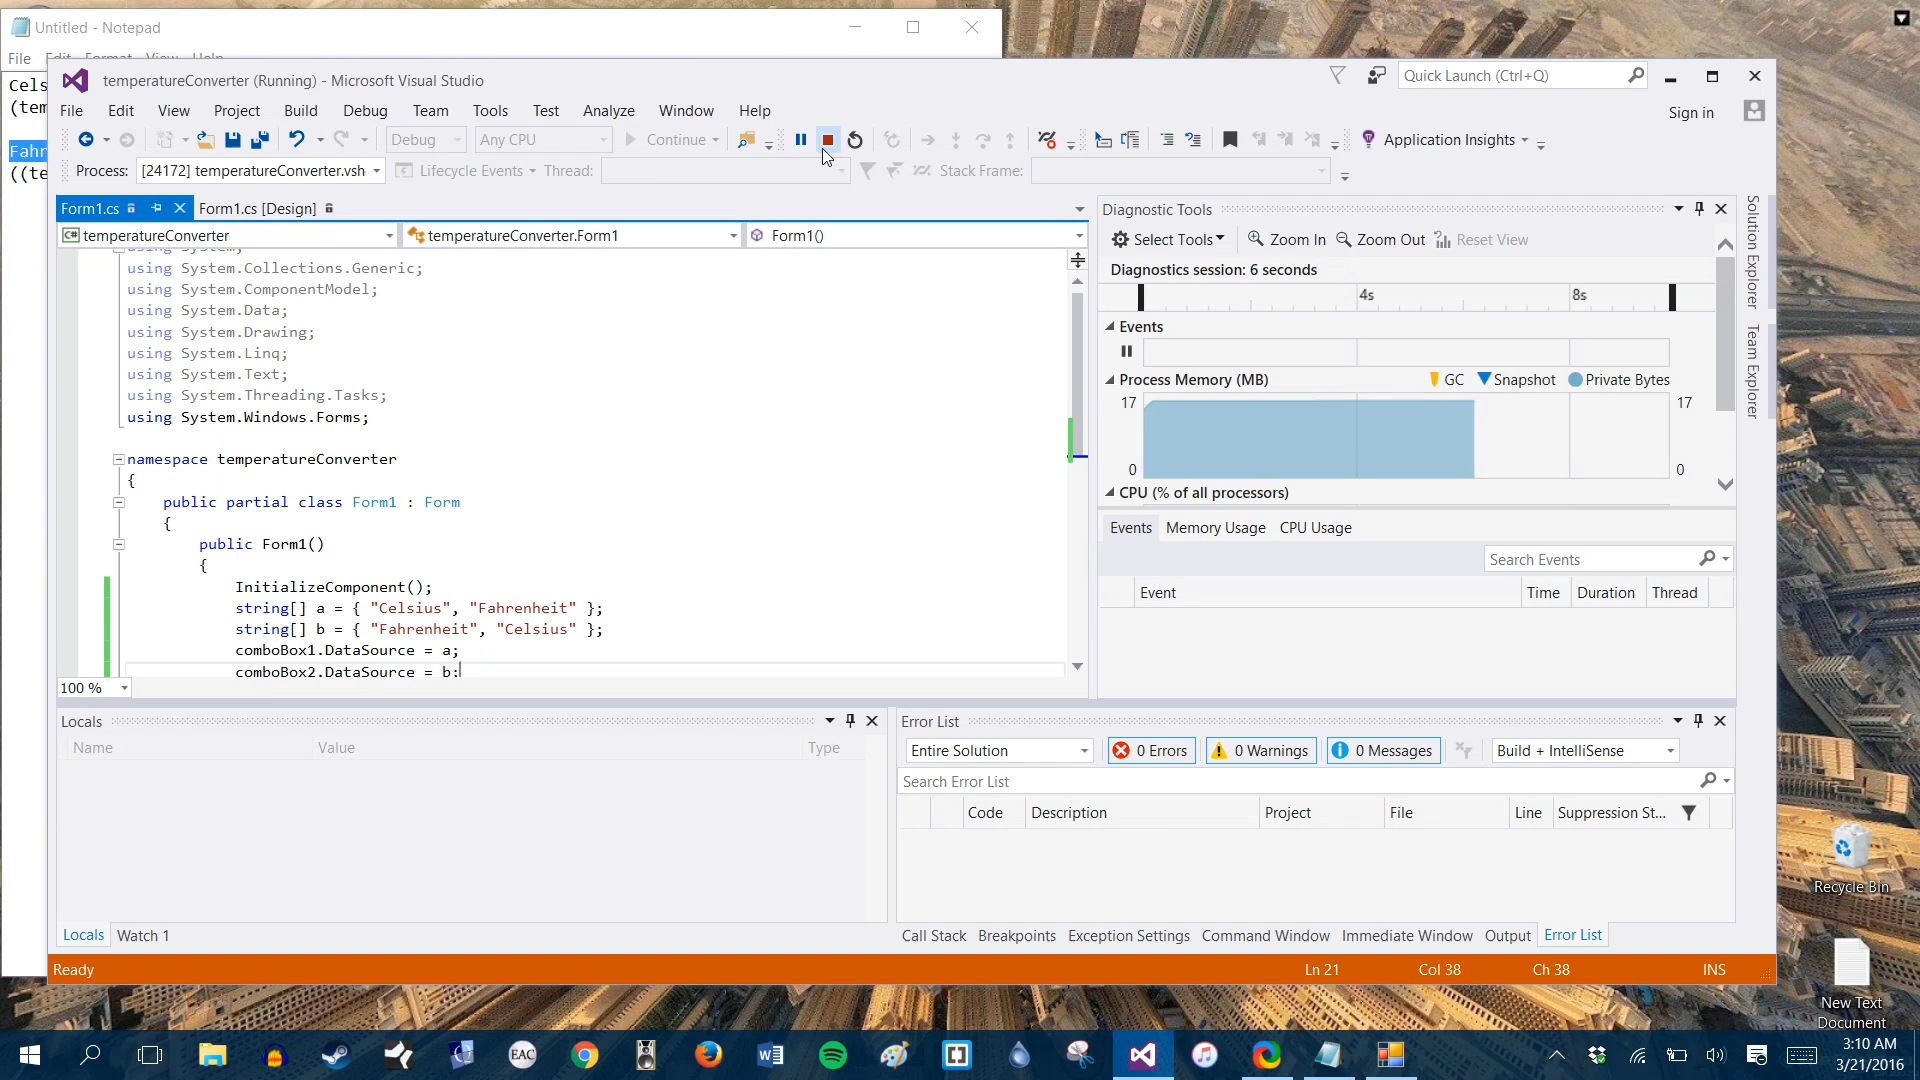 Untitled - Notepad
File Edit Format View Help
Cels
(tem
Fahr
((te
temperatureConverter (Running) - Microsoft Visual Studio
Quick Launch (Ctrl+Q)
File Edit View Project Build Debug Team Tools Test Analyze Window Help
Sign in
Debug Any CPU Continue Application Insights
Process: [24172] temperatureConverter.vsh Lifecycle Events Thread: Stack Frame:
Form1.cs Form1.cs [Design]
temperatureConverter temperatureConverter.Form1 Form1()
using System;
using System.Collections.Generic;
using System.ComponentModel;
using System.Data;
using System.Drawing;
using System.Linq;
using System.Text;
using System.Threading.Tasks;
using System.Windows.Forms;
namespace temperatureConverter
{
public partial class Form1 : Form
{
public Form1()
{
InitializeComponent();
string[] a = { "Celsius", "Fahrenheit" };
string[] b = { "Fahrenheit", "Celsius" };
comboBox1.DataSource = a;
comboBox2.DataSource = b;
100 %
Diagnostic Tools
Select Tools Zoom In Zoom Out Reset View
Diagnostics session: 6 seconds
4s 8s
Events
Process Memory (MB) GC Snapshot Private Bytes
17 17
0 0
CPU (% of all processors)
Events Memory Usage CPU Usage
Search Events
Event Time Duration Thread
Solution Explorer
Team Explorer
Locals
Name Value Type
Locals Watch 1
Error List
Entire Solution 0 Errors 0 Warnings 0 Messages Build + IntelliSense
Search Error List
Code Description Project File Line Suppression St...
Call Stack Breakpoints Exception Settings Command Window Immediate Window Output Error List
Ready Ln 21 Col 38 Ch 38 INS
Recycle Bin
New Text
Document
EAC
3:10 AM
3/21/2016